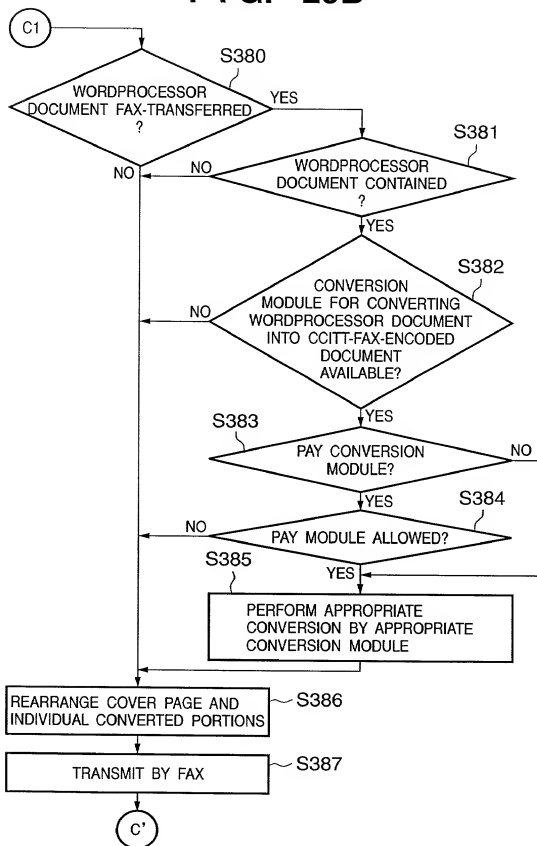 C1
S380
WORDPROCESSOR
DOCUMENT FAX-TRANSFERRED
?
YES
NO
S381
WORDPROCESSOR
DOCUMENT CONTAINED
?
NO
YES
S382
CONVERSION
MODULE FOR CONVERTING
WORDPROCESSOR DOCUMENT
INTO CCITT-FAX-ENCODED
DOCUMENT
AVAILABLE?
NO
YES
S383
PAY CONVERSION
MODULE?
NO
YES
S384
PAY MODULE ALLOWED?
NO
YES
S385
PERFORM APPROPRIATE
CONVERSION BY APPROPRIATE
CONVERSION MODULE
REARRANGE COVER PAGE AND
INDIVIDUAL CONVERTED PORTIONS
S386
TRANSMIT BY FAX
S387
C'